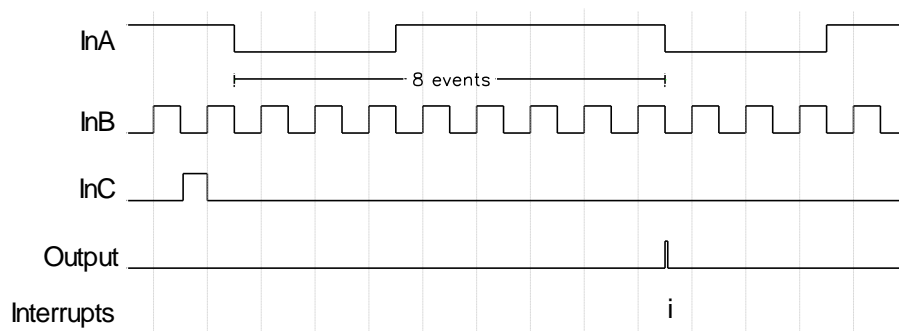 InA
8 events
InB
InC
Output
Interrupts i